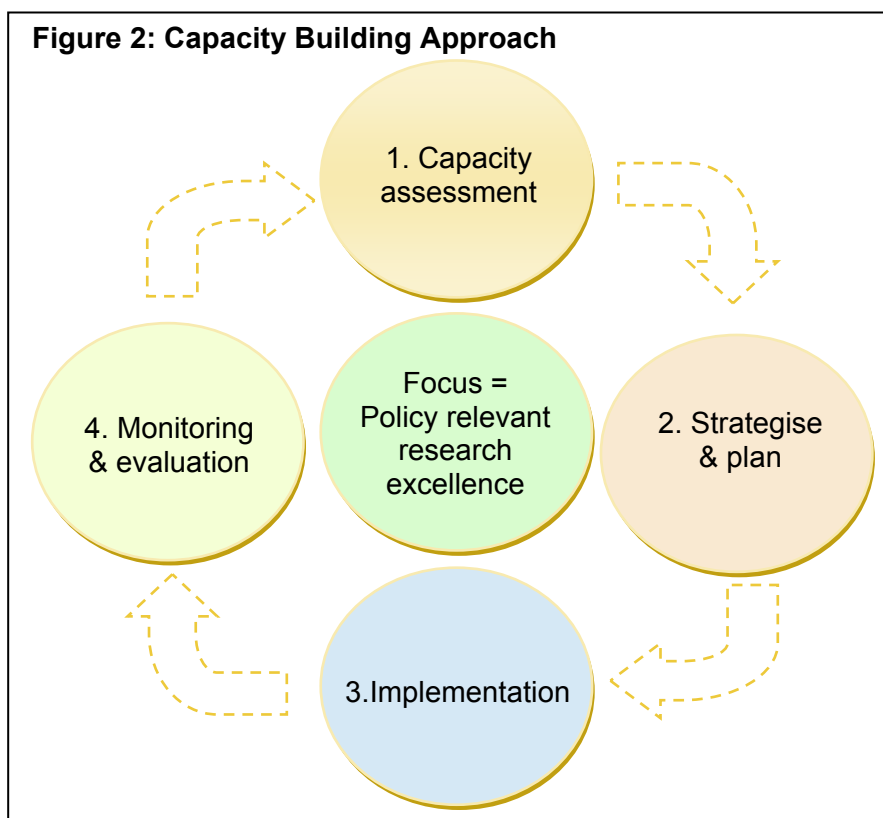 Figure 2: Capacity Building Approach
1. Capacity
assessment
2. Strategise
& plan
3.Implementation
4. Monitoring
& evaluation
Focus =
Policy relevant
research
excellence